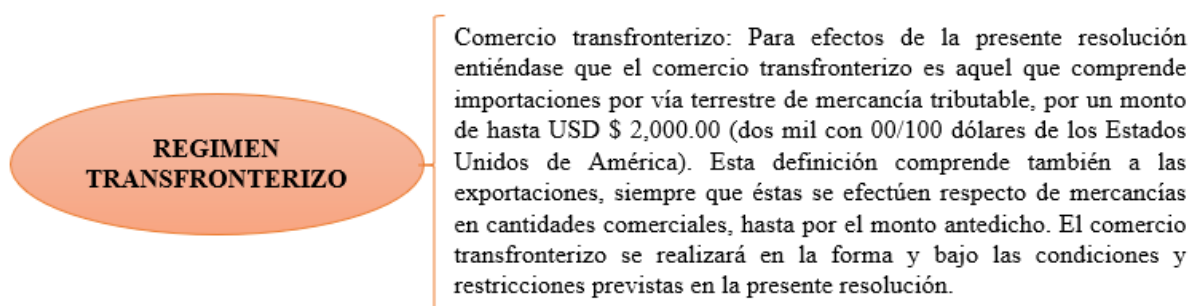 REGIMEN
TRANSFRONTERIZO
Comercio transfronterizo: Para efectos de la presente resolución
entiéndase que el comercio transfronterizo es aquel que comprende
importaciones por vía terrestre de mercancía tributable, por un monto
de hasta USD $ 2,000.00 (dos mil con 00/100 dólares de los Estados
Unidos de América). Esta definición comprende también a las
exportaciones, siempre que éstas se efectúen respecto de mercancías
en cantidades comerciales, hasta por el monto antedicho. El comercio
transfronterizo se realizará en la forma y bajo las condiciones y
restricciones previstas en la presente resolución.